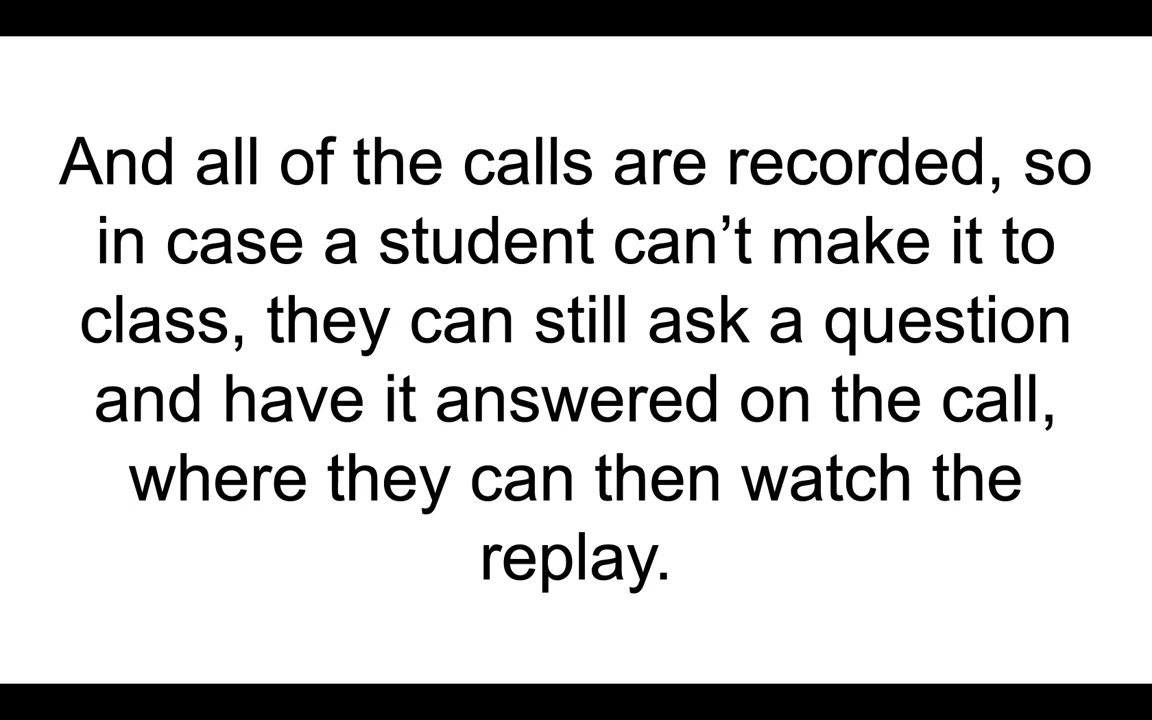 And all of the calls are recorded, so
in case a student can’t make it to
class, they can still ask a question
and have it answered on the call,
where they can then watch the
replay.